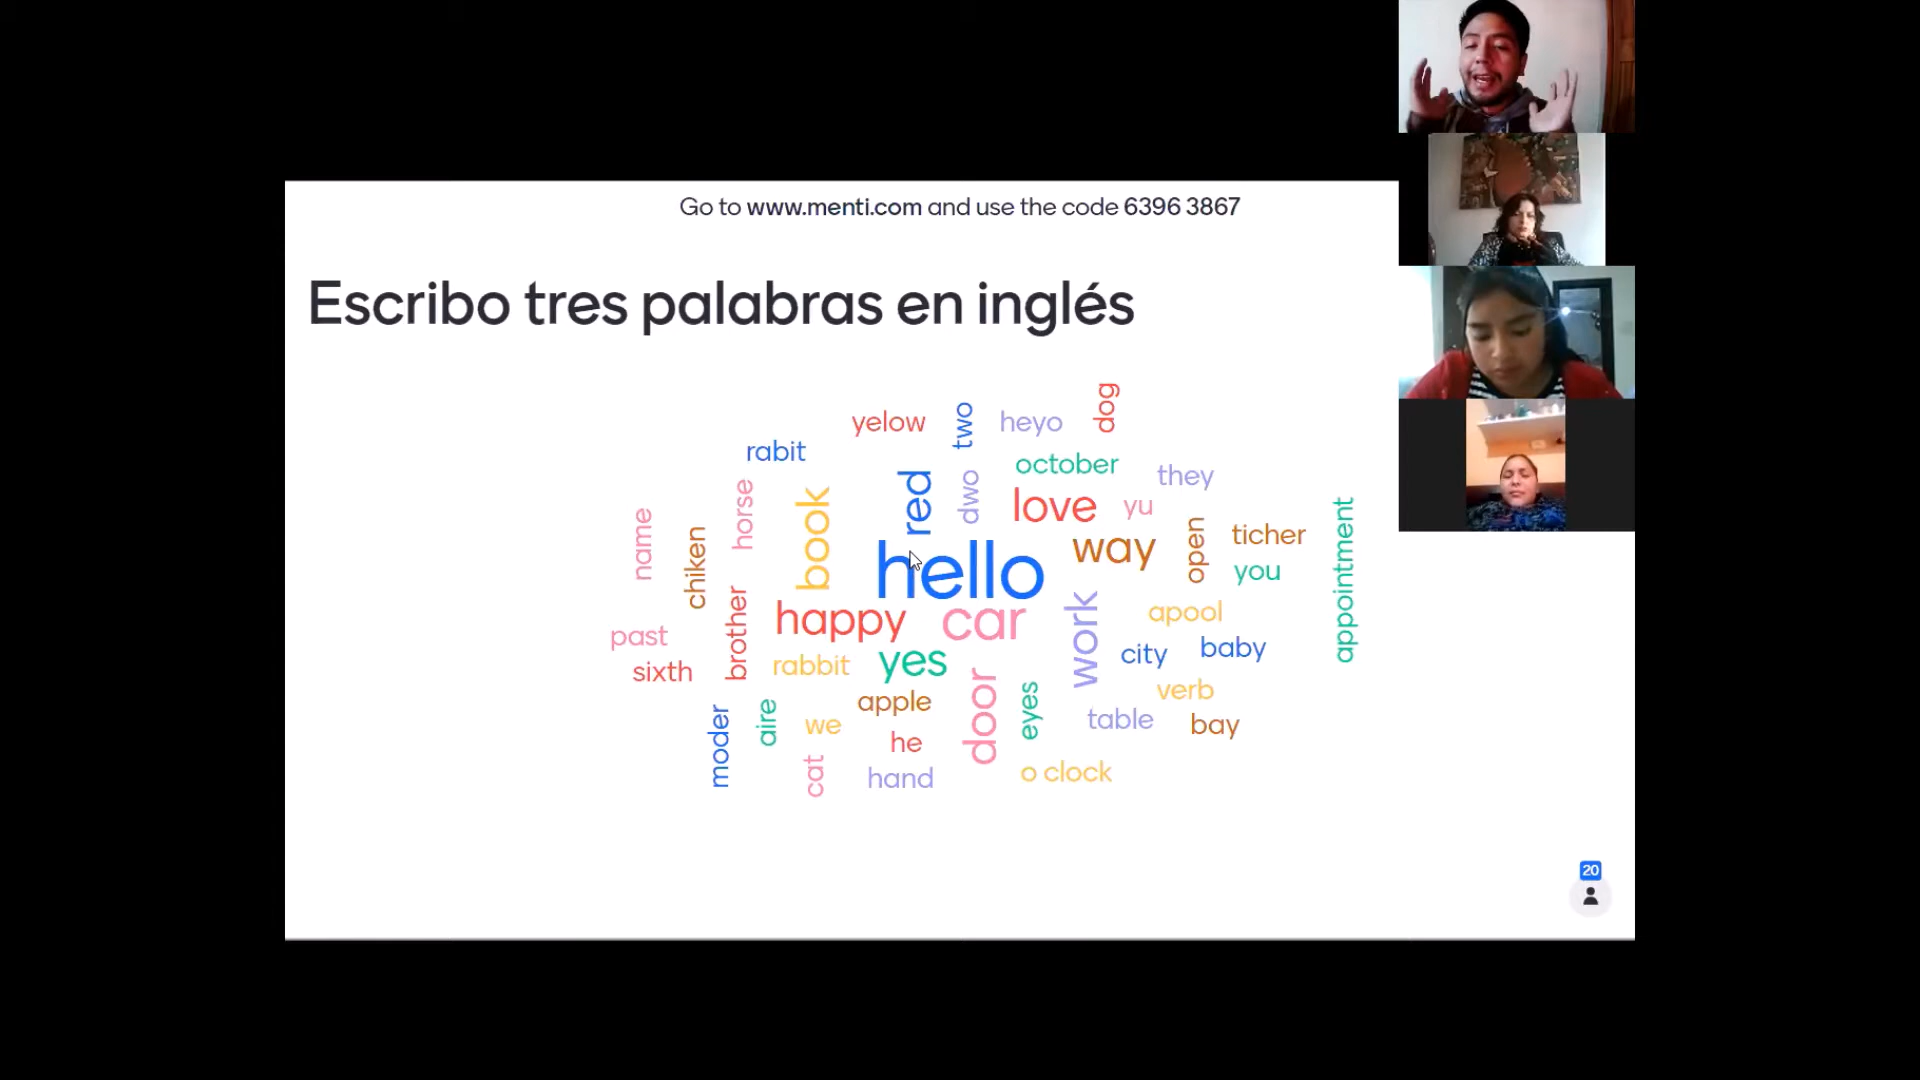 Go to www.menti.com and use the code 6396 3867
Escribo tres palabras en inglés
dog
yelow
two
heyo
rabit
october
they
red
dwo
love
yu
horse
book
name
chiken
hello
way
open
ticher
you
appointment
brother
happy
car
work
apool
past
sixth
rabbit
yes
city
baby
apple
door
eyes
verb
moder
aire
we
he
table
bay
cat
hand
o clock
20